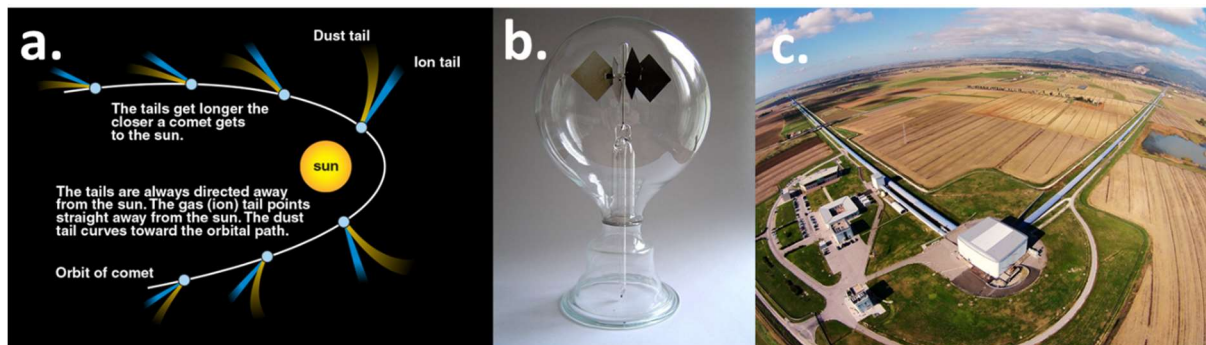 a.
Dust tail
Ion tail
The tails get longer the
closer a comet gets
to the sun.
sun
The tails are always directed away
from the sun. The gas (ion) tail points
straight away from the sun. The dust
tail curves toward the orbital path.
Orbit of comet
b.
c.